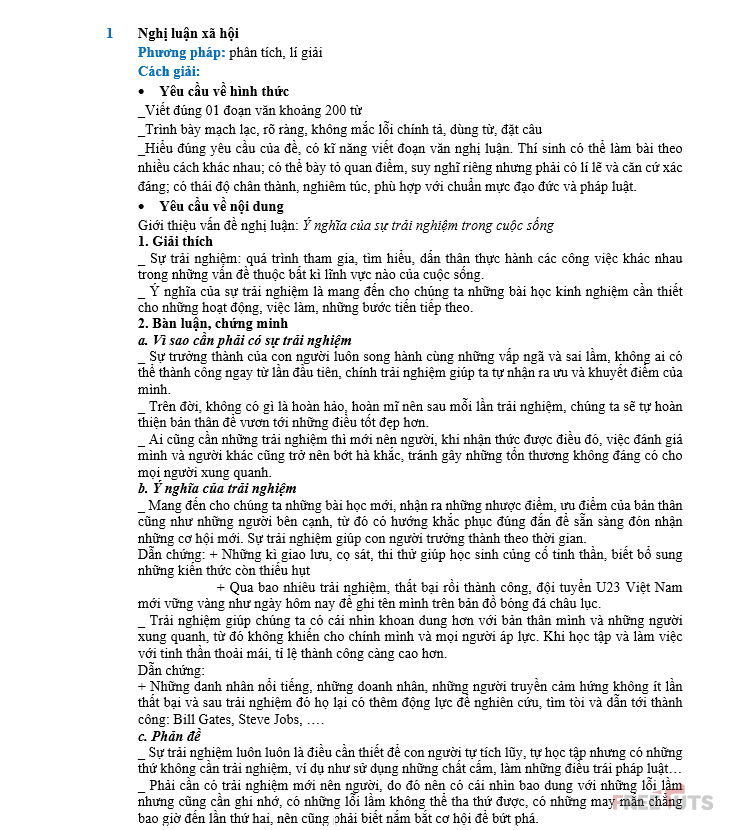 1 Nghị luận xã hội
Phương pháp: phân tích, lí giải
Cách giải:
• Yêu cầu về hình thức
_Viết đúng 01 đoạn văn khoảng 200 từ
_Trình bày mạch lạc, rõ ràng, không mắc lỗi chính tả, dùng từ, đặt câu
_Hiểu đúng yêu cầu của đề, có kĩ năng viết đoạn văn nghị luận. Thí sinh có thể làm bài theo
nhiều cách khác nhau; có thể bày tỏ quan điểm, suy nghĩ riêng nhưng phải có lí lẽ và căn cứ xác
đáng; có thái độ chân thành, nghiêm túc, phù hợp với chuẩn mực đạo đức và pháp luật.
• Yêu cầu về nội dung
Giới thiệu vấn đề nghị luận: Ý nghĩa của sự trải nghiệm trong cuộc sống
1. Giải thích
_ Sự trải nghiệm: quá trình tham gia, tìm hiểu, dấn thân thực hành các công việc khác nhau
trong những vấn đề thuộc bất kì lĩnh vực nào của cuộc sống.
_ Ý nghĩa của sự trải nghiệm là mang đến cho chúng ta những bài học kinh nghiệm cần thiết
cho những hoạt động, việc làm, những bước tiến tiếp theo.
2. Bàn luận, chứng minh
a. Vì sao cần phải có sự trải nghiệm
_ Sự trưởng thành của con người luôn song hành cùng những vấp ngã và sai lầm, không ai có
thể thành công ngay từ lần đầu tiên, chính trải nghiệm giúp ta tự nhận ra ưu và khuyết điểm của
mình.
_ Trên đời, không có gì là hoàn hảo, hoàn mĩ nên sau mỗi lần trải nghiệm, chúng ta sẽ tự hoàn
thiện bản thân để vươn tới những điều tốt đẹp hơn.
_ Ai cũng cần những trải nghiệm thì mới nên người, khi nhận thức được điều đó, việc đánh giá
mình và người khác cũng trở nên bớt hà khắc, tránh gây những tổn thương không đáng có cho
mọi người xung quanh.
b. Ý nghĩa của trải nghiệm
_ Mang đến cho chúng ta những bài học mới, nhận ra những nhược điểm, ưu điểm của bản thân
cũng như những người bên cạnh, từ đó có hướng khắc phục đúng đắn để sẵn sàng đón nhận
những cơ hội mới. Sự trải nghiệm giúp con người trưởng thành theo thời gian.
Dẫn chứng: + Những kì giao lưu, cọ sát, thi thử giúp học sinh củng cố tinh thần, biết bổ sung
những kiến thức còn thiếu hụt
+ Qua bao nhiêu trải nghiệm, thất bại rồi thành công, đội tuyển U23 Việt Nam
mới vững vàng như ngày hôm nay để ghi tên mình trên bản đồ bóng đá châu lục.
_ Trải nghiệm giúp chúng ta có cái nhìn khoan dung hơn với bản thân mình và những người
xung quanh, từ đó không khiến cho chính mình và mọi người áp lực. Khi học tập và làm việc
với tinh thần thoải mái, tỉ lệ thành công càng cao hơn.
Dẫn chứng:
+ Những danh nhân nổi tiếng, những doanh nhân, những người truyền cảm hứng không ít lần
thất bại và sau trải nghiệm đó họ lại có thêm động lực để nghiên cứu, tìm tòi và dẫn tới thành
công: Bill Gates, Steve Jobs, ….
c. Phản đề
_ Sự trải nghiệm luôn luôn là điều cần thiết để con người tự tích lũy, tự học tập nhưng có những
thứ không cần trải nghiệm, ví dụ như sử dụng những chất cấm, làm những điều trái pháp luật…
_ Phải cần có trải nghiệm mới nên người, do đó nên có cái nhìn bao dung với những lỗi lầm
nhưng cũng cần ghi nhớ, có những lỗi lầm không thể tha thứ được, có những may mắn chẳng
bao giờ đến lần thứ hai, nên cũng phải biết nắm bắt cơ hội để bứt phá.
FREETUTS